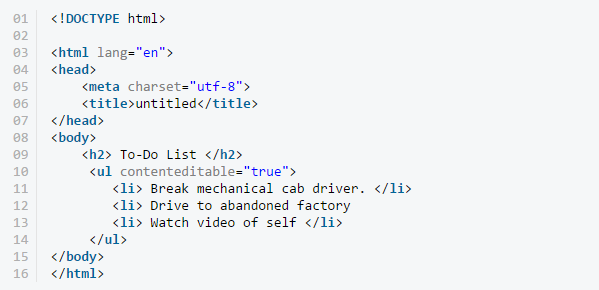 01 <!DOCTYPE html>
02
03 <html lang="en">
04 <head>
05     <meta charset="utf-8">
06     <title>untitled</title>
07 </head>
08 <body>
09     <h2> To-Do List </h2>
10      <ul contenteditable="true">
11         <li> Break mechanical cab driver. </li>
12         <li> Drive to abandoned factory
13         <li> Watch video of self </li>
14      </ul>
15 </body>
16 </html>